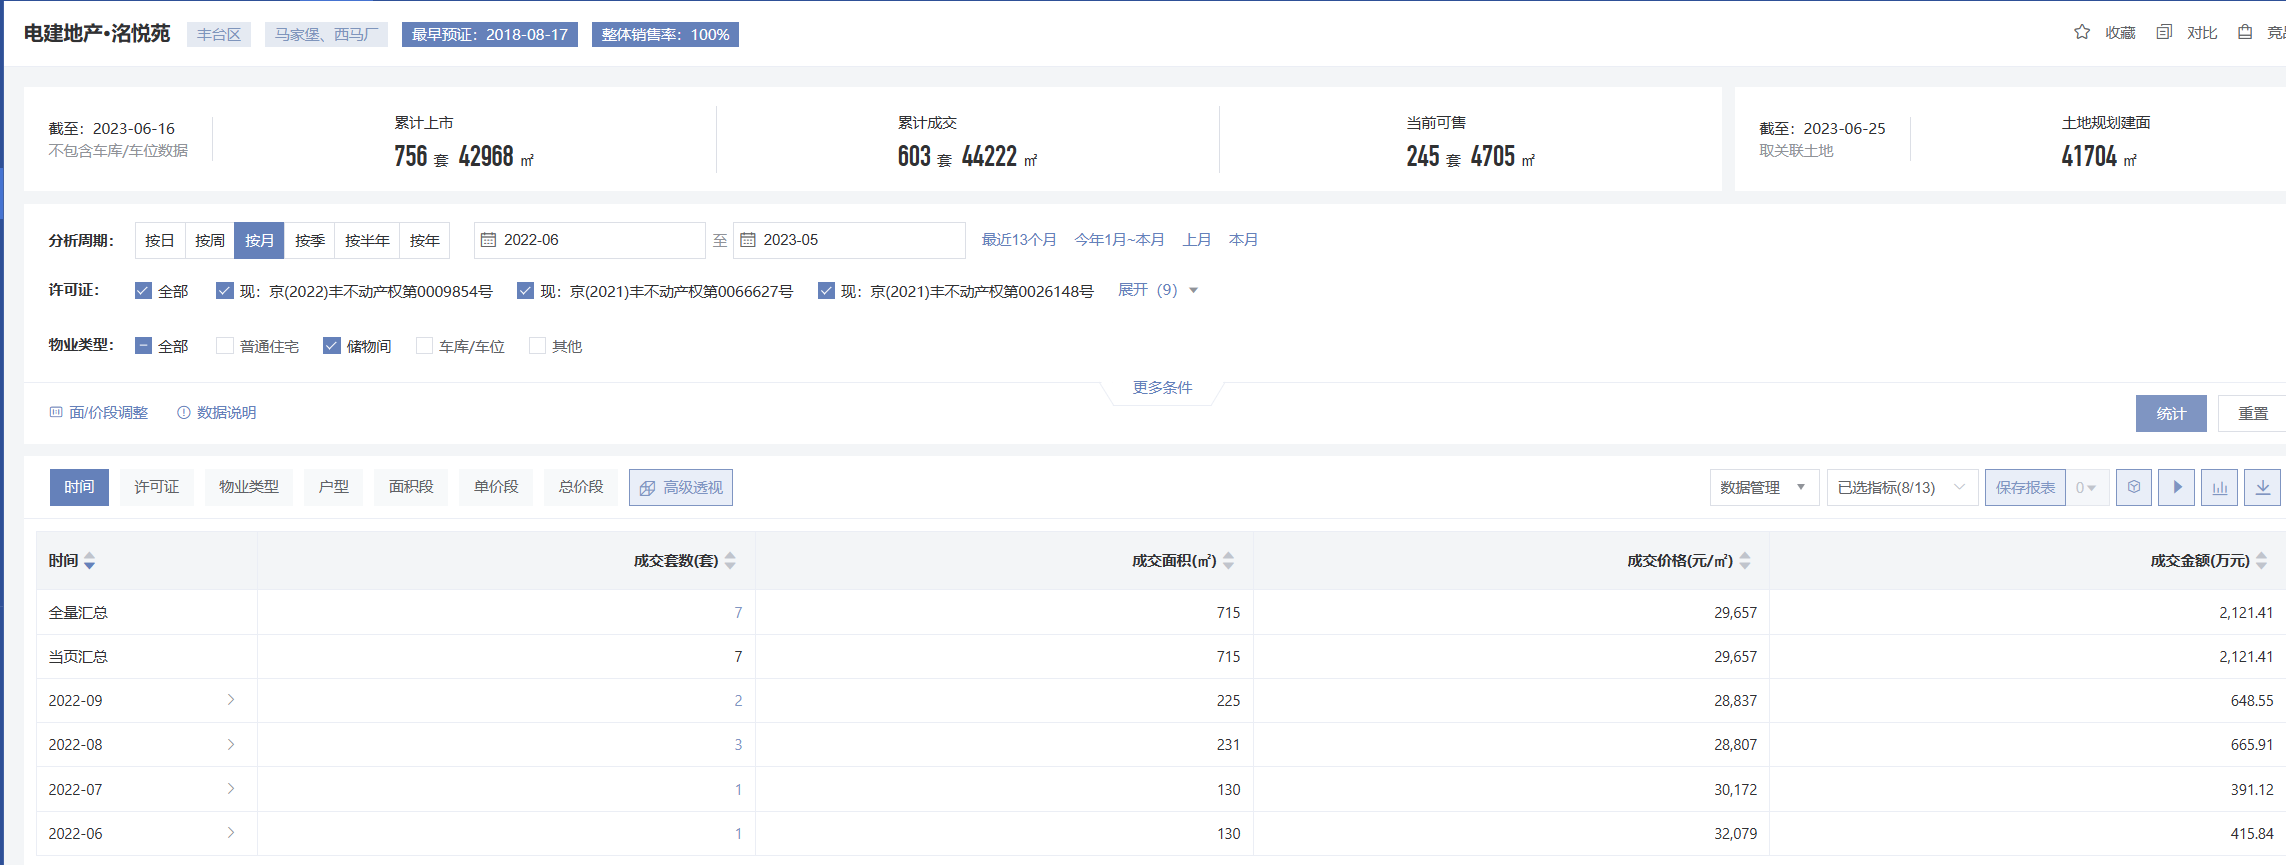 电建地产·洺悦苑 丰台区 马家堡、西马厂 最早预证：2018-08-17 整体销售率：100% 收藏 对比
截至：2023-06-16
不包含车库/车位数据
累计上市
756 套 42968 ㎡
累计成交
603 套 44222 ㎡
当前可售
245 套 4705 ㎡
截至：2023-06-25
取关联土地
土地规划建面
41704 ㎡
分析周期： 按日 按周 按月 按季 按半年 按年 2022-06 至 2023-05 最近13个月 今年1月~本月 上月 本月
许可证： 全部 现：京(2022)丰不动产权第0009854号 现：京(2021)丰不动产权第0066627号 现：京(2021)丰不动产权第0026148号 展开（9）
物业类型： 全部 普通住宅 储物间 车库/车位 其他
更多条件
面/价段调整 数据说明 统计 重置
时间 许可证 物业类型 户型 面积段 单价段 总价段 高级透视 数据管理 已选指标(8/13) 保存报表 0
时间 成交套数(套) 成交面积(㎡) 成交价格(元/㎡) 成交金额(万元)
全量汇总 7 715 29,657 2,121.41
当页汇总 7 715 29,657 2,121.41
2022-09 2 225 28,837 648.55
2022-08 3 231 28,807 665.91
2022-07 1 130 30,172 391.12
2022-06 1 130 32,079 415.84